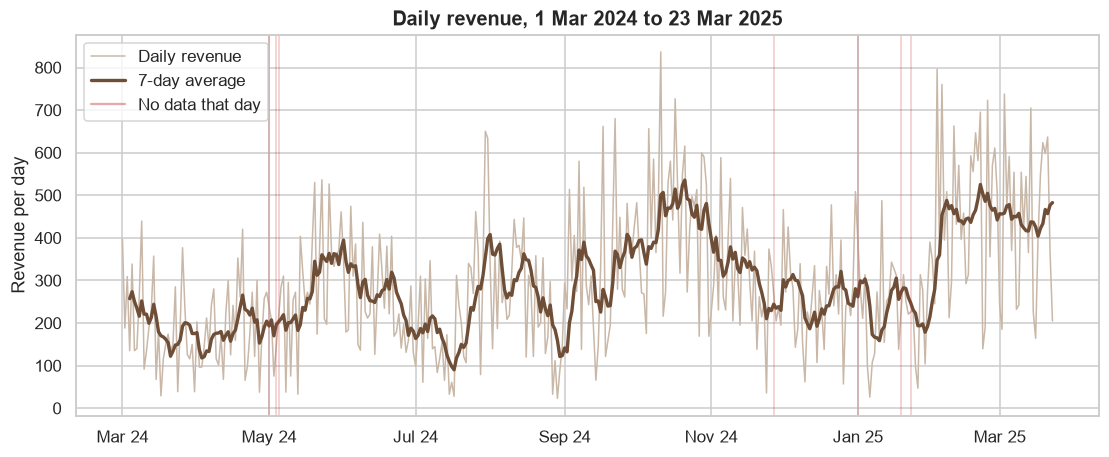 Daily revenue, 1 Mar 2024 to 23 Mar 2025
Daily revenue
7-day average
No data that day
Revenue per day
800
700
600
500
400
300
200
100
0
Mar 24
May 24
Jul 24
Sep 24
Nov 24
Jan 25
Mar 25